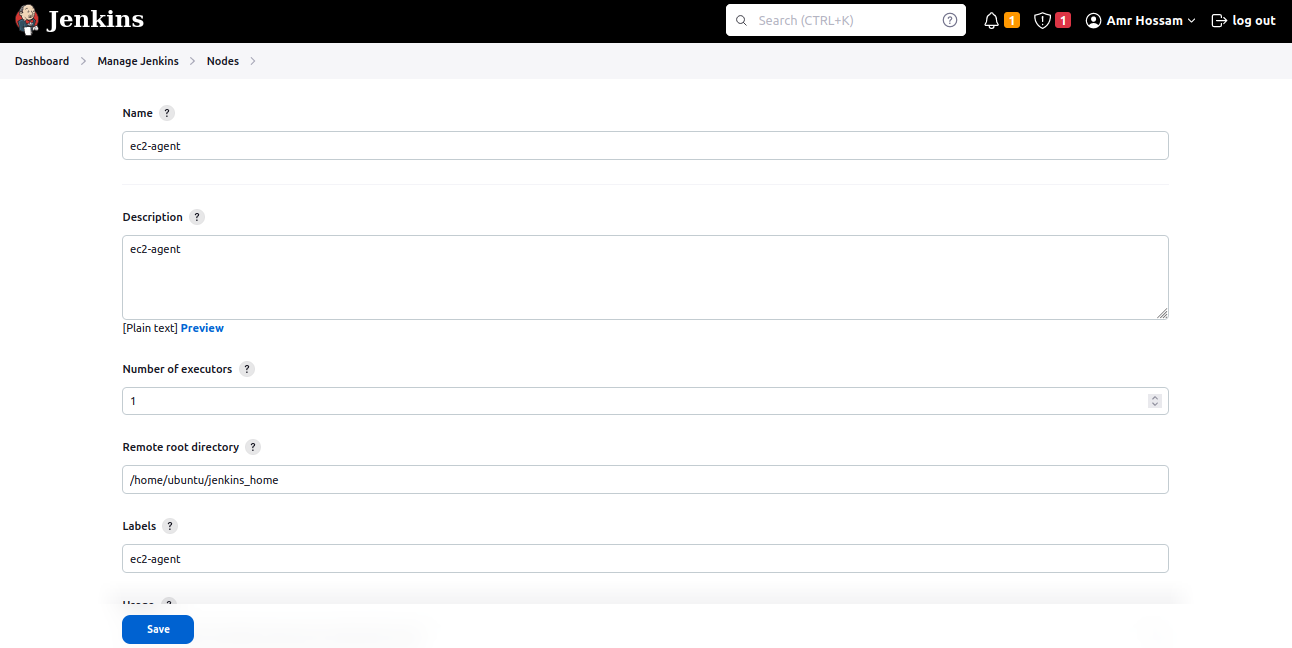 Jenkins
Search (CTRL+K) ?
1
1
Amr Hossam
log out
Dashboard
Manage Jenkins
Nodes
Name ?
ec2-agent
Description ?
ec2-agent
[Plain text] Preview
Number of executors ?
1
Remote root directory ?
/home/ubuntu/jenkins_home
Labels ?
ec2-agent
Usage ?
Save